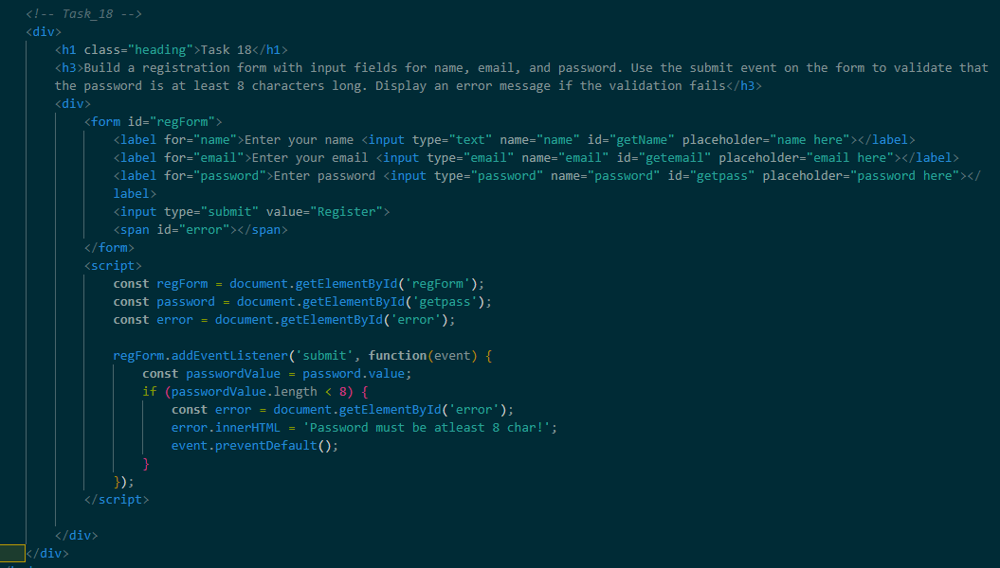 <!-- Task_18 -->
<div>
<h1 class="heading">Task 18</h1>
<h3>Build a registration form with input fields for name, email, and password. Use the submit event on the form to validate that
the password is at least 8 characters long. Display an error message if the validation fails</h3>
<div>
<form id="regForm">
<label for="name">Enter your name <input type="text" name="name" id="getName" placeholder="name here"></label>
<label for="email">Enter your email <input type="email" name="email" id="getemail" placeholder="email here"></label>
<label for="password">Enter password <input type="password" name="password" id="getpass" placeholder="password here"></
label>
<input type="submit" value="Register">
<span id="error"></span>
</form>
<script>
const regForm = document.getElementById('regForm');
const password = document.getElementById('getpass');
const error = document.getElementById('error');
regForm.addEventListener('submit', function(event) {
const passwordValue = password.value;
if (passwordValue.length < 8) {
const error = document.getElementById('error');
error.innerHTML = 'Password must be atleast 8 char!';
event.preventDefault();
}
});
</script>
</div>
</div>